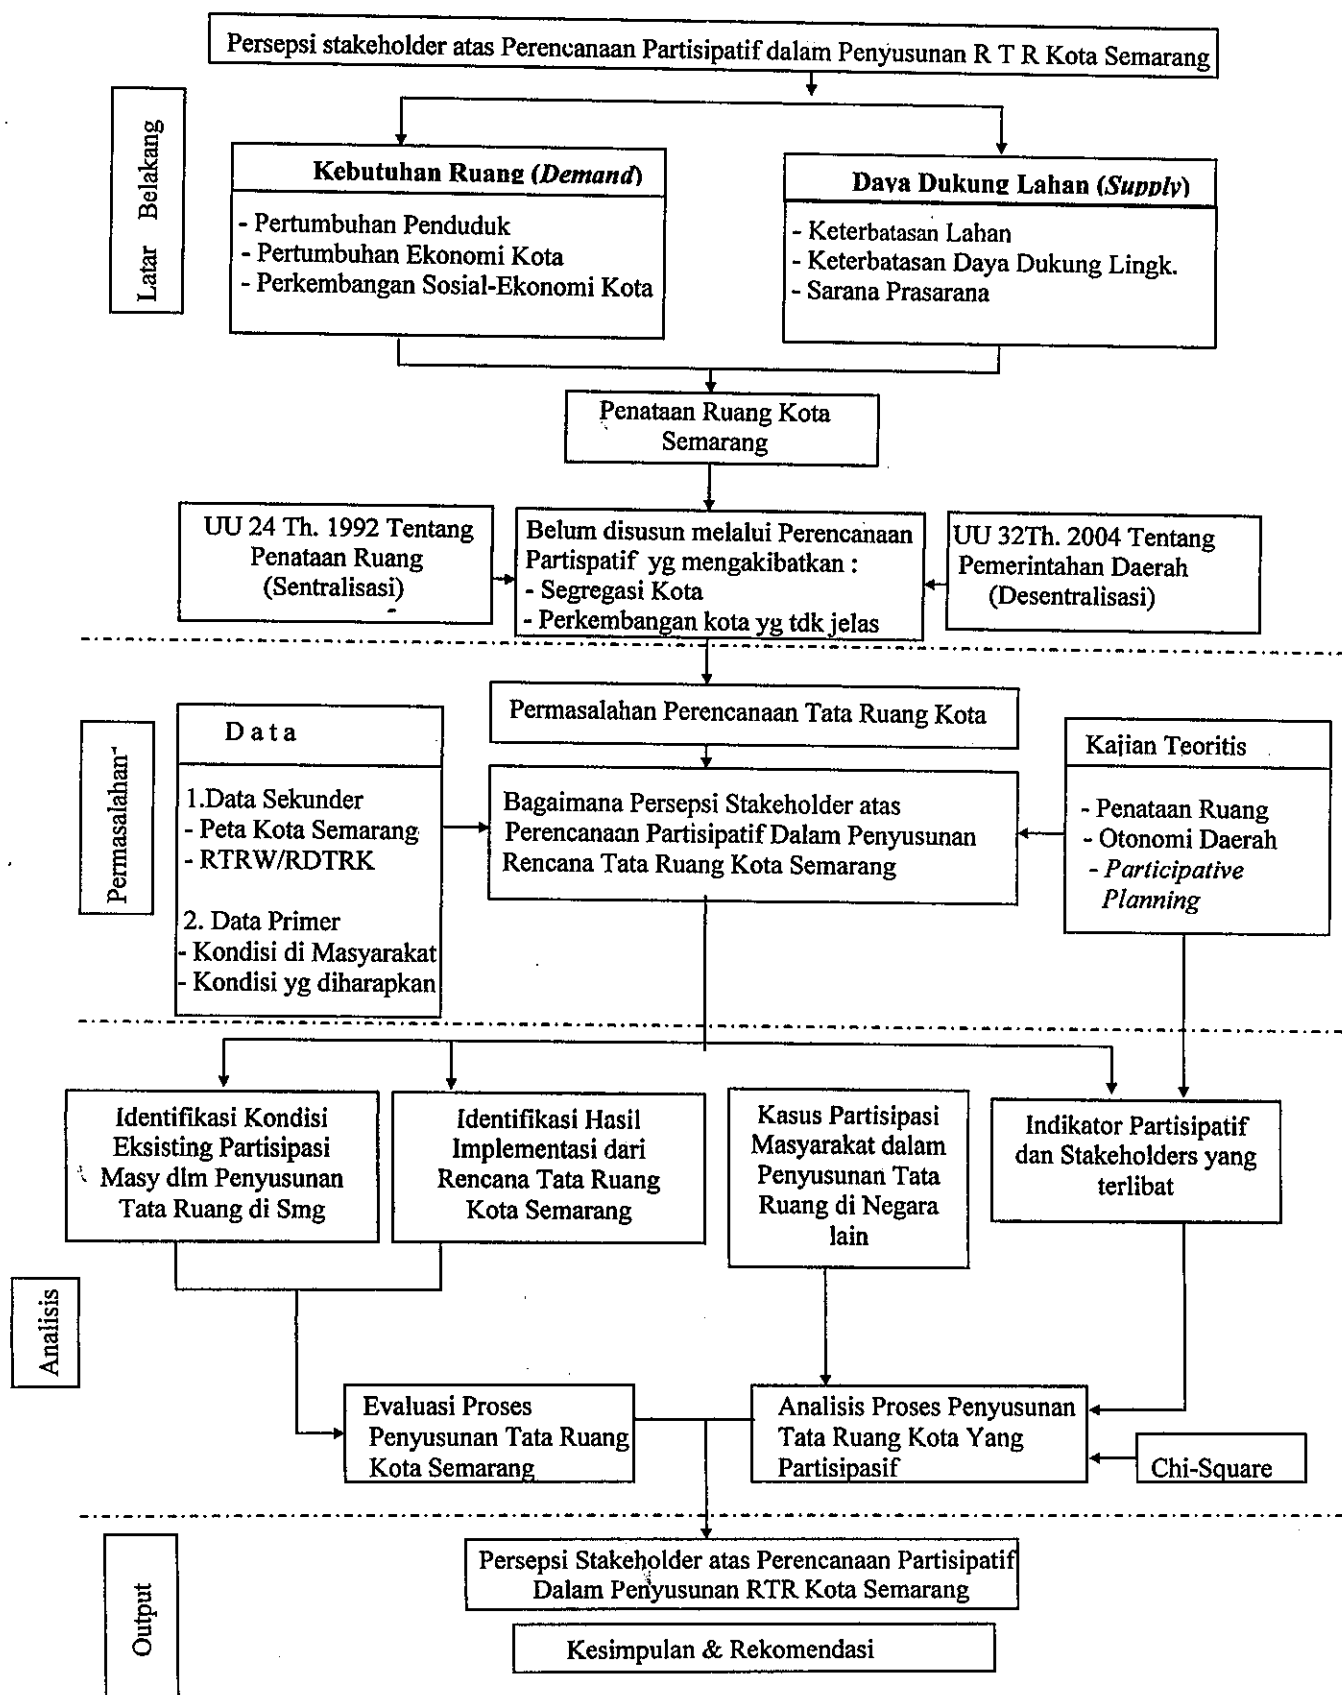 Persepsi stakeholder atas Perencanaan Partisipatif dalam Penyusunan R T R Kota Semarang
Latar Belakang
Kebutuhan Ruang (Demand)
- Pertumbuhan Penduduk
- Pertumbuhan Ekonomi Kota
- Perkembangan Sosial-Ekonomi Kota
Daya Dukung Lahan (Supply)
- Keterbatasan Lahan
- Keterbatasan Daya Dukung Lingk.
- Sarana Prasarana
Penataan Ruang Kota
Semarang
UU 24 Th. 1992 Tentang
Penataan Ruang
(Sentralisasi)
Belum disusun melalui Perencanaan
Partispatif yg mengakibatkan :
- Segregasi Kota
- Perkembangan kota yg tdk jelas
UU 32Th. 2004 Tentang
Pemerintahan Daerah
(Desentralisasi)
Permasalahan
Permasalahan Perencanaan Tata Ruang Kota
D a t a
1.Data Sekunder
- Peta Kota Semarang
- RTRW/RDTRK
2. Data Primer
- Kondisi di Masyarakat
- Kondisi yg diharapkan
Bagaimana Persepsi Stakeholder atas
Perencanaan Partisipatif Dalam Penyusunan
Rencana Tata Ruang Kota Semarang
Kajian Teoritis
- Penataan Ruang
- Otonomi Daerah
- Participative
Planning
Analisis
Identifikasi Kondisi
Eksisting Partisipasi
Masy dlm Penyusunan
Tata Ruang di Smg
Identifikasi Hasil
Implementasi dari
Rencana Tata Ruang
Kota Semarang
Kasus Partisipasi
Masyarakat dalam
Penyusunan Tata
Ruang di Negara
lain
Indikator Partisipatif
dan Stakeholders yang
terlibat
Evaluasi Proses
Penyusunan Tata Ruang
Kota Semarang
Analisis Proses Penyusunan
Tata Ruang Kota Yang
Partisipasif
Chi-Square
Output
Persepsi Stakeholder atas Perencanaan Partisipatif
Dalam Penyusunan RTR Kota Semarang
Kesimpulan & Rekomendasi